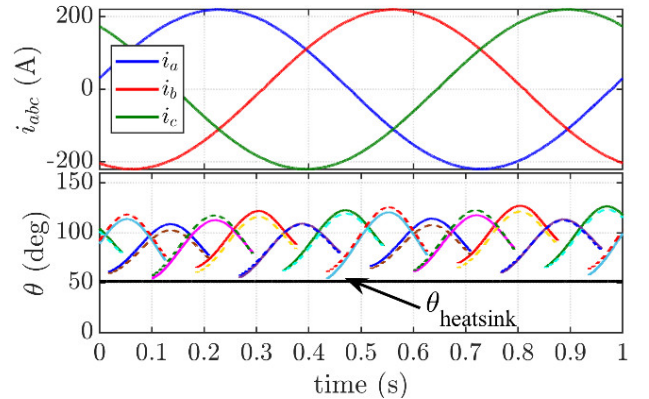 200
0
-200
i_abc (A)
i_a
i_b
i_c
150
100
50
0
θ (deg)
θ_heatsink
0 0.1 0.2 0.3 0.4 0.5 0.6 0.7 0.8 0.9 1
time (s)